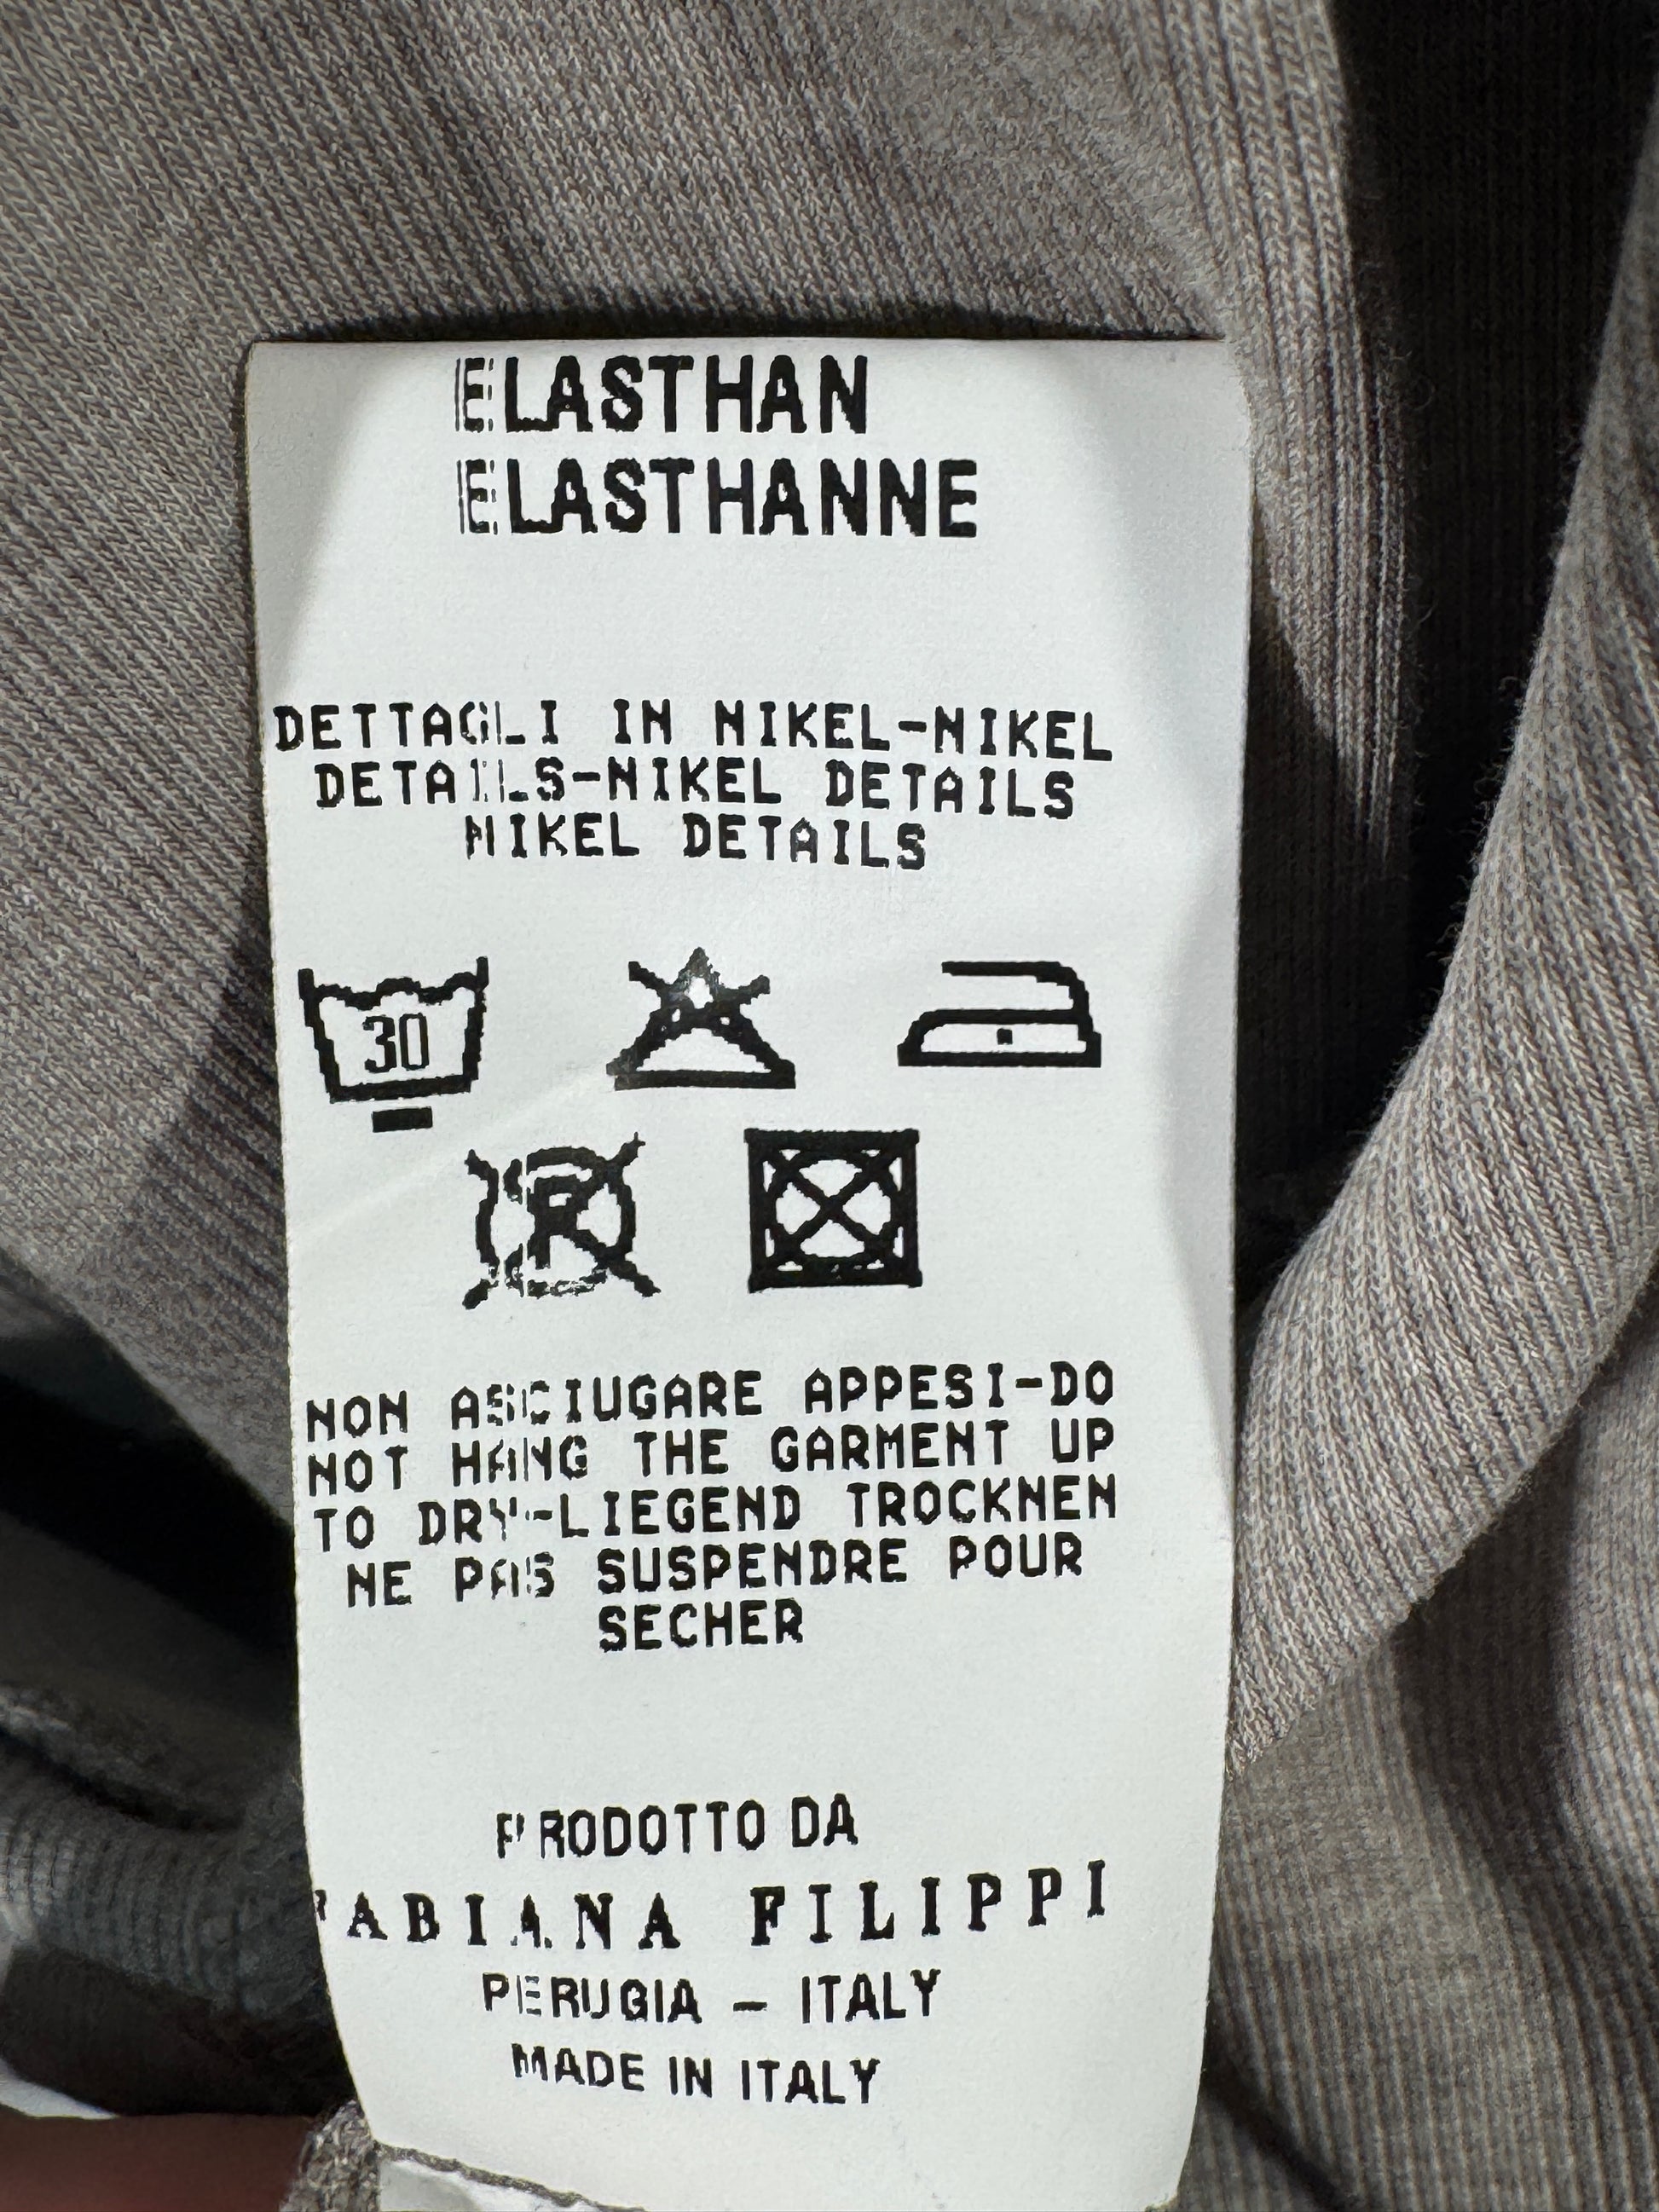 ELASTHAN
ELASTHANNE
DETTAGLI IN NIKEL-NIKEL
DETAILS-NIKEL DETAILS
NIKEL DETAILS
30
P
NON ASCIUGARE APPESI-DO
NOT HANG THE GARMENT UP
TO DRY-LIEGEND TROCKNEN
NE PAS SUSPENDRE POUR
SECHER
PRODOTTO DA
FABIANA FILIPPI
PERUGIA - ITALY
MADE IN ITALY